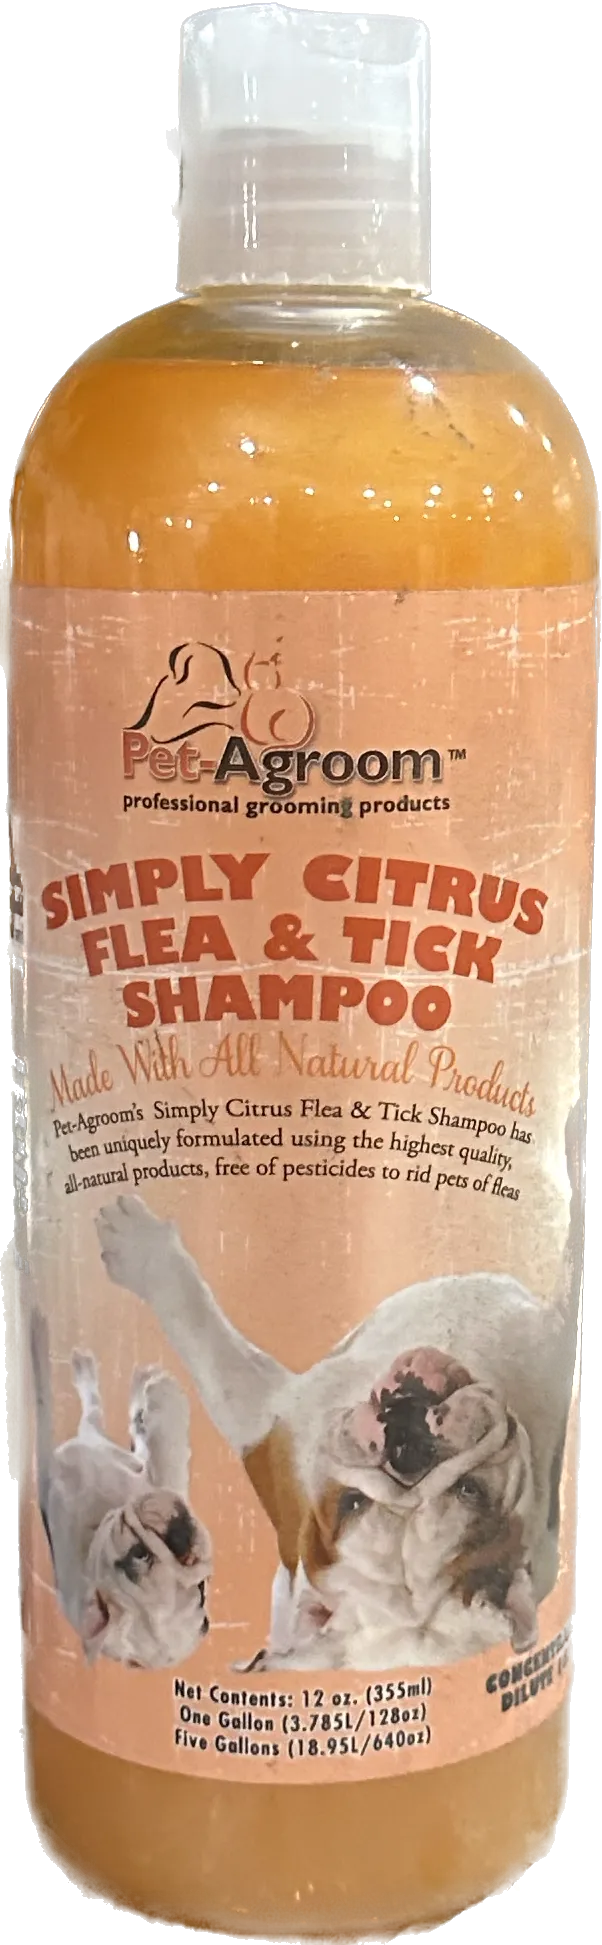 Pet-Agroom™
professional grooming products
SIMPLY CITRUS
FLEA & TICK
SHAMPOO
Made With All Natural Products
Pet-Agroom's Simply Citrus Flea & Tick Shampoo has
been uniquely formulated using the highest quality,
all-natural products, free of pesticides to rid pets of fleas
Net Contents: 12 oz. (355ml)
One Gallon (3.785L/128oz)
Five Gallons (18.95L/640oz)
DILUTE